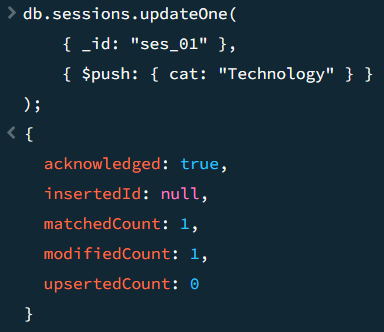 > db.sessions.updateOne(
{ _id: "ses_01" },
{ $push: { cat: "Technology" } }
);
< {
acknowledged: true,
insertedId: null,
matchedCount: 1,
modifiedCount: 1,
upsertedCount: 0
}